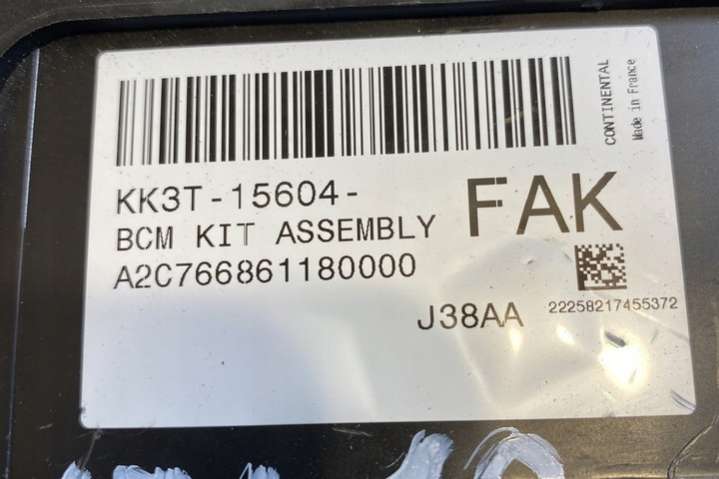 CONTINENTAL
Made in France
KK3T-15604- FAK
BCM KIT ASSEMBLY
A2C766861180000
J38AA 22258217455372